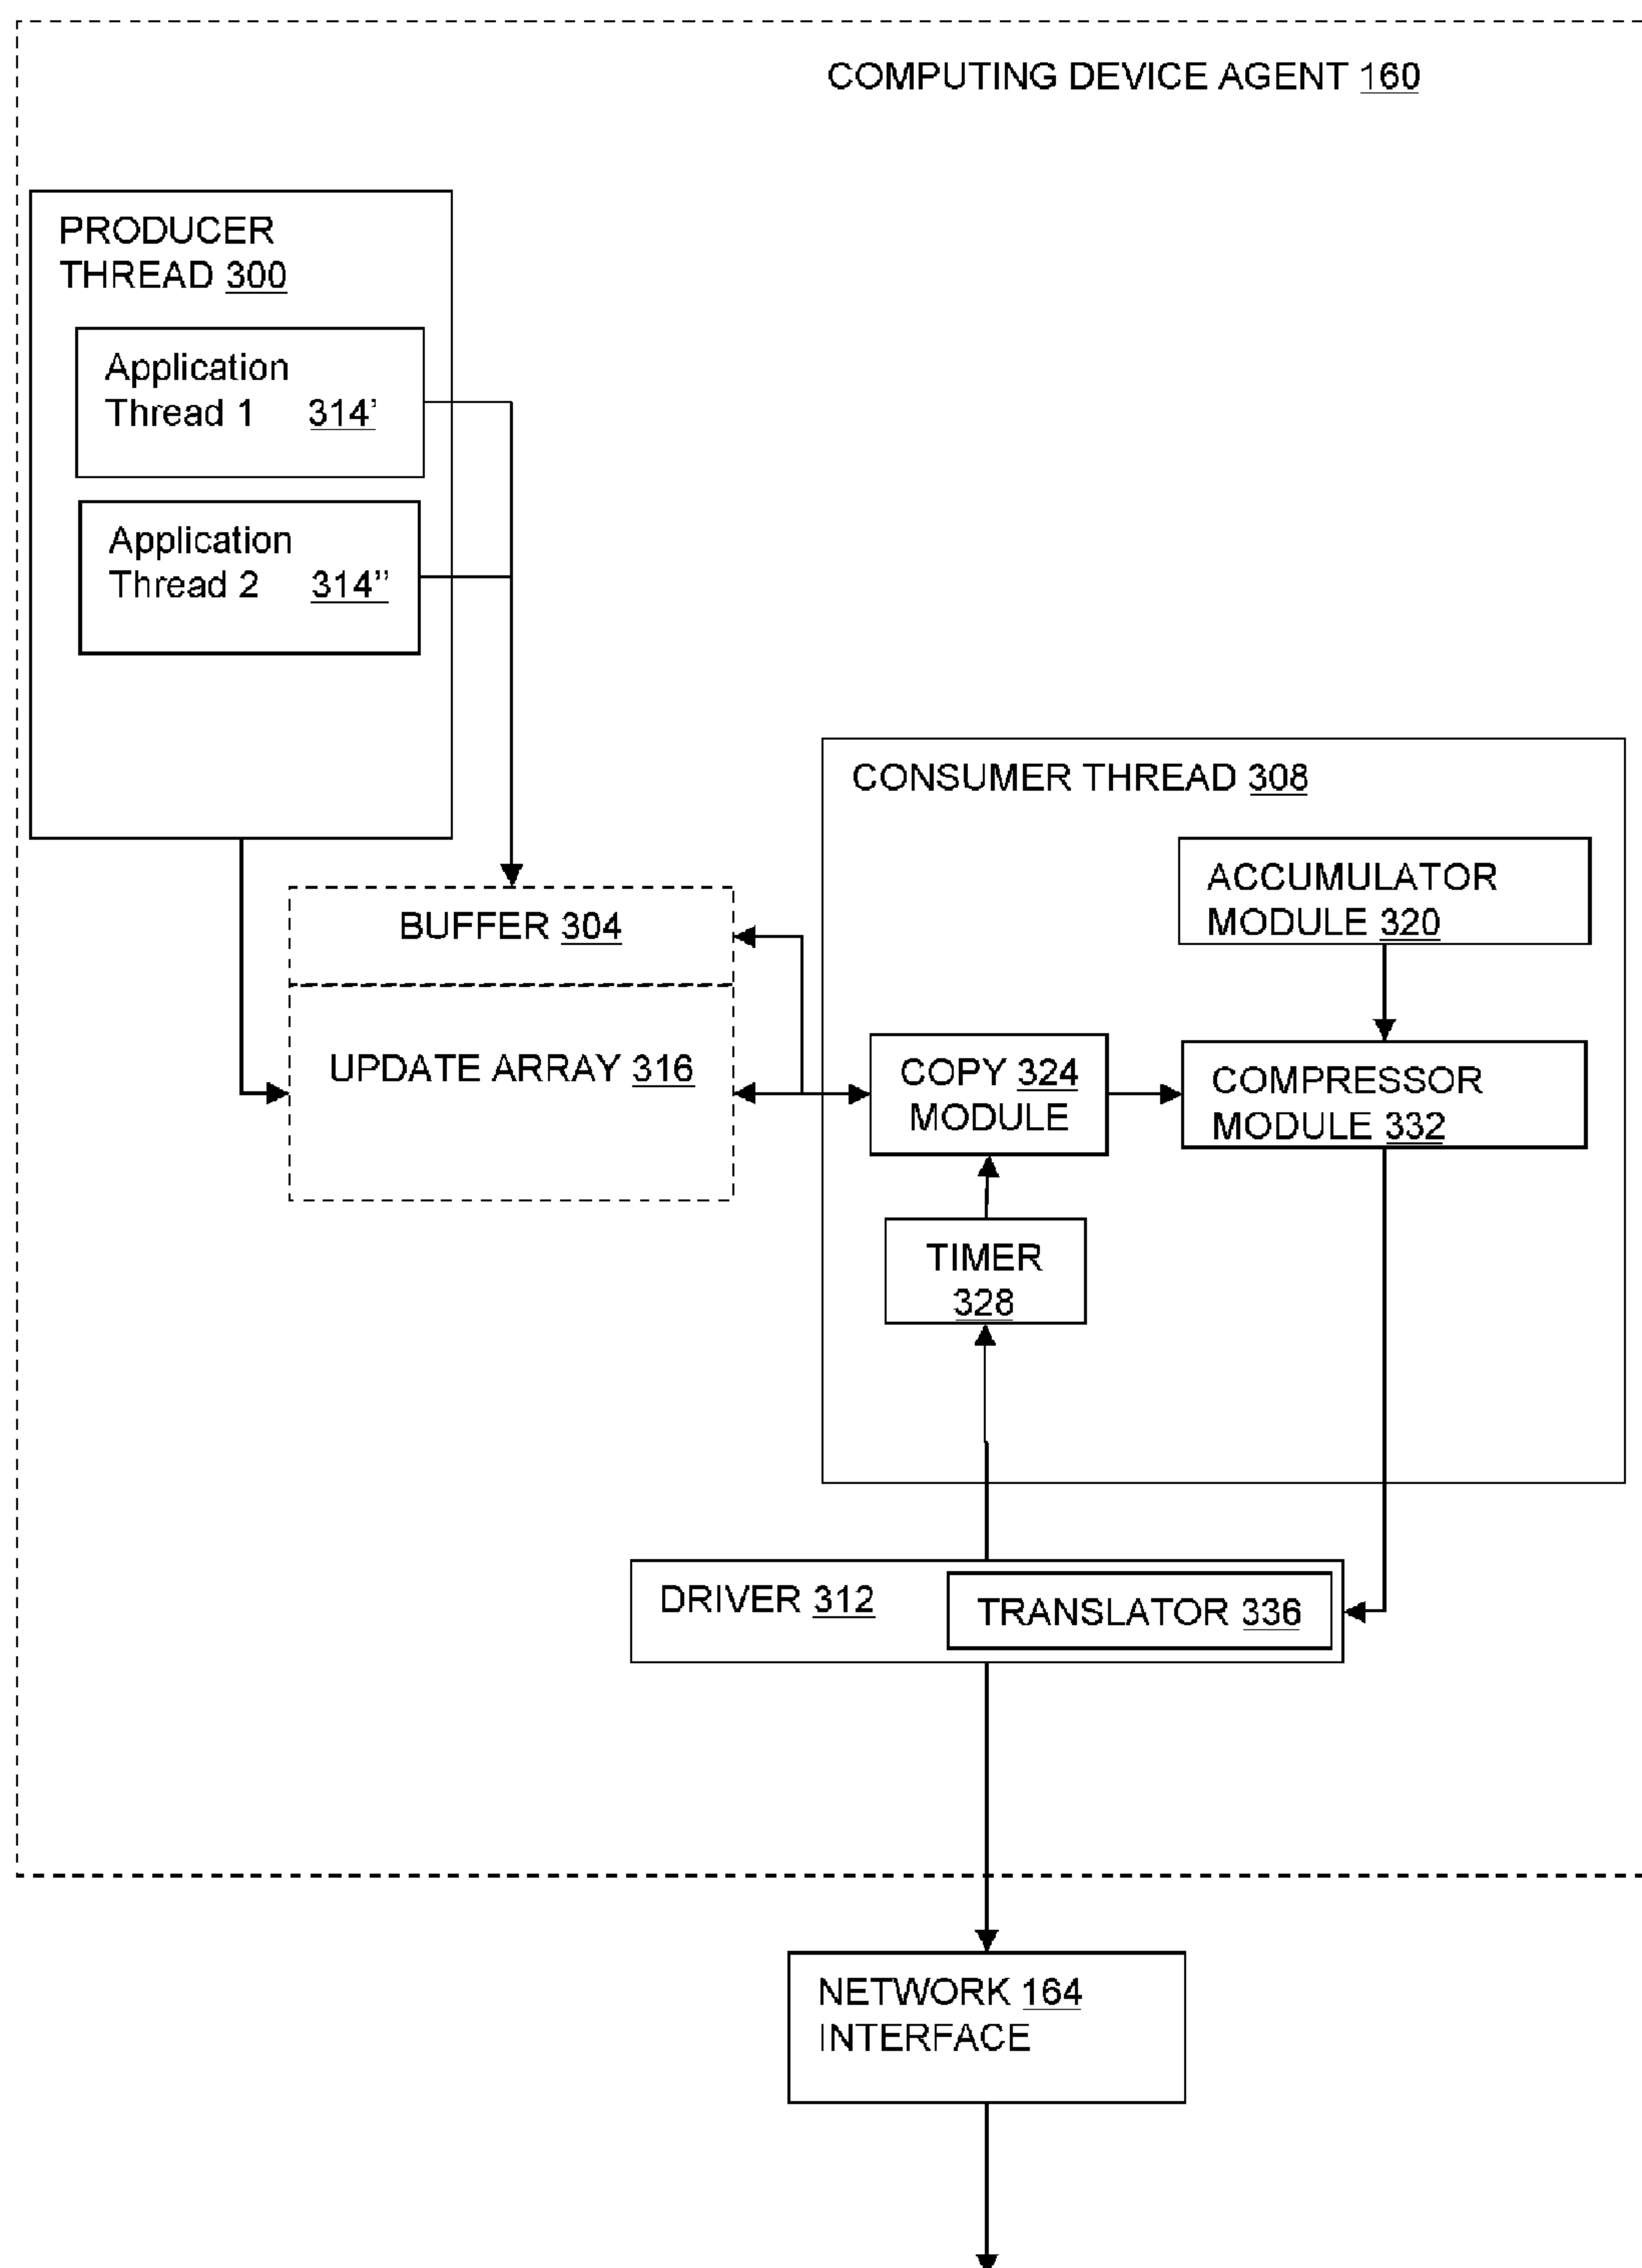 COMPUTING DEVICE AGENT 160
PRODUCER
THREAD 300
Application
Thread 1 314'
Application
Thread 2 314''
BUFFER 304
UPDATE ARRAY 316
CONSUMER THREAD 308
ACCUMULATOR
MODULE 320
COPY 324
MODULE
COMPRESSOR
MODULE 332
TIMER
328
DRIVER 312
TRANSLATOR 336
NETWORK 164
INTERFACE